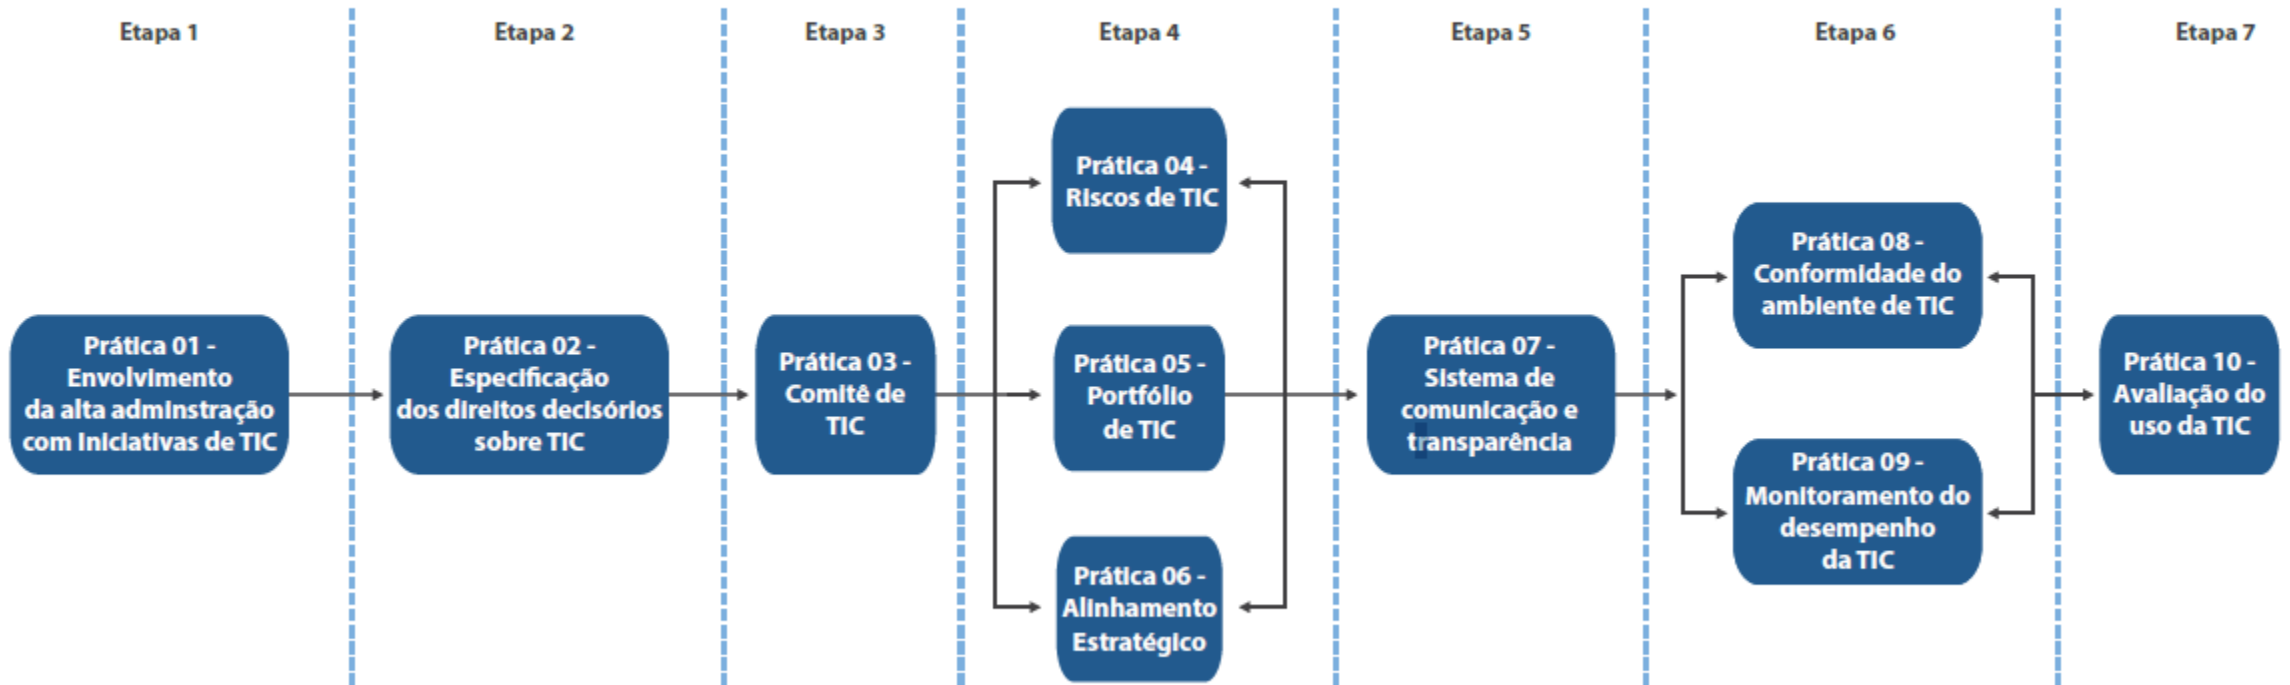 Etapa 1
Etapa 2
Etapa 3
Etapa 4
Etapa 5
Etapa 6
Etapa 7
Prática 01 -
Envolvimento
da alta adminstração
com iniciativas de TIC
Prática 02 -
Especificação
dos direitos decisórios
sobre TIC
Prática 03 -
Comitê de
TIC
Prática 04 -
Riscos de TIC
Prática 05 -
Portfólio
de TIC
Prática 06 -
Alinhamento
Estratégico
Prática 07 -
Sistema de
comunicação e
transparência
Prática 08 -
Conformidade do
ambiente de TIC
Prática 09 -
Monitoramento do
desempenho
da TIC
Prática 10 -
Avaliação do
uso da TIC